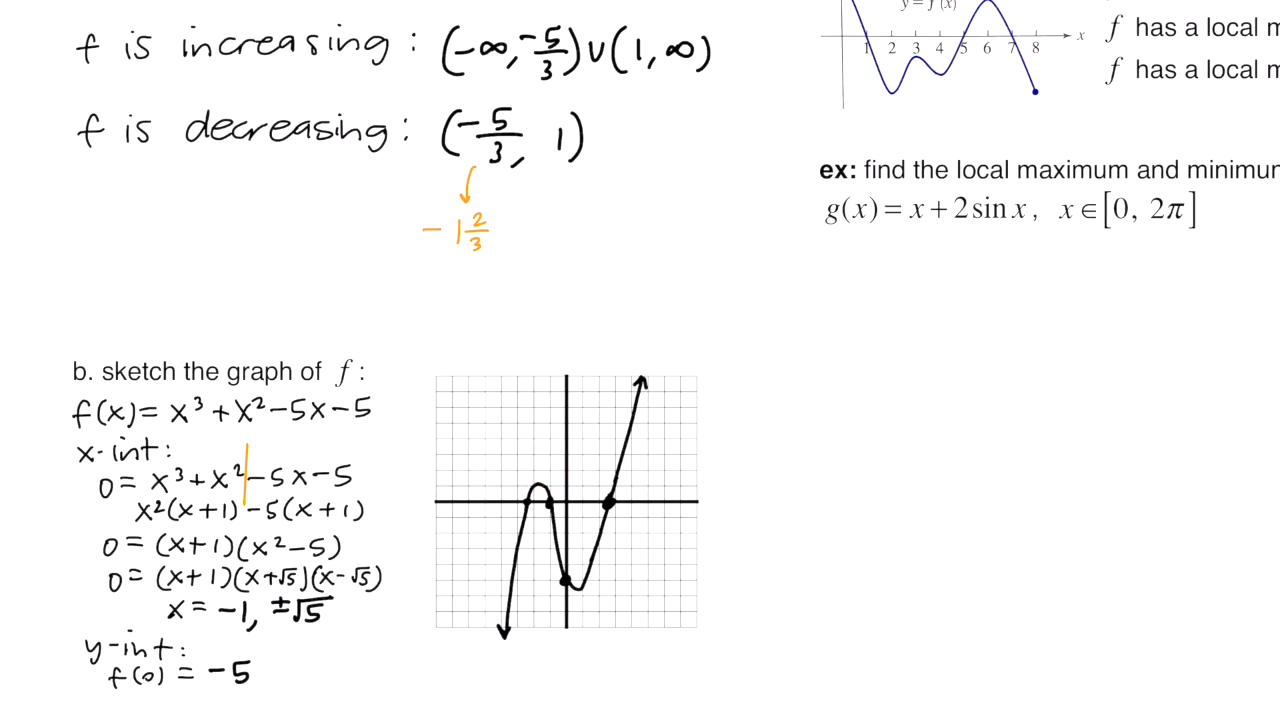 f is increasing: (-∞, -5/3) ∪ (1, ∞)
f is decreasing: (-5/3, 1)
-1 2/3
b. sketch the graph of f:
f(x) = x³ + x² - 5x - 5
x-int:
0 = x³ + x² - 5x - 5
x²(x+1) - 5(x+1)
0 = (x+1)(x² - 5)
0 = (x+1)(x+√5)(x-√5)
x = -1, ±√5
y-int:
f(0) = -5
y = f(x)
1 2 3 4 5 6 7 8 x
f has a local
f has a local
ex: find the local maximum and
g(x) = x + 2 sin x, x ∈ [0, 2π]